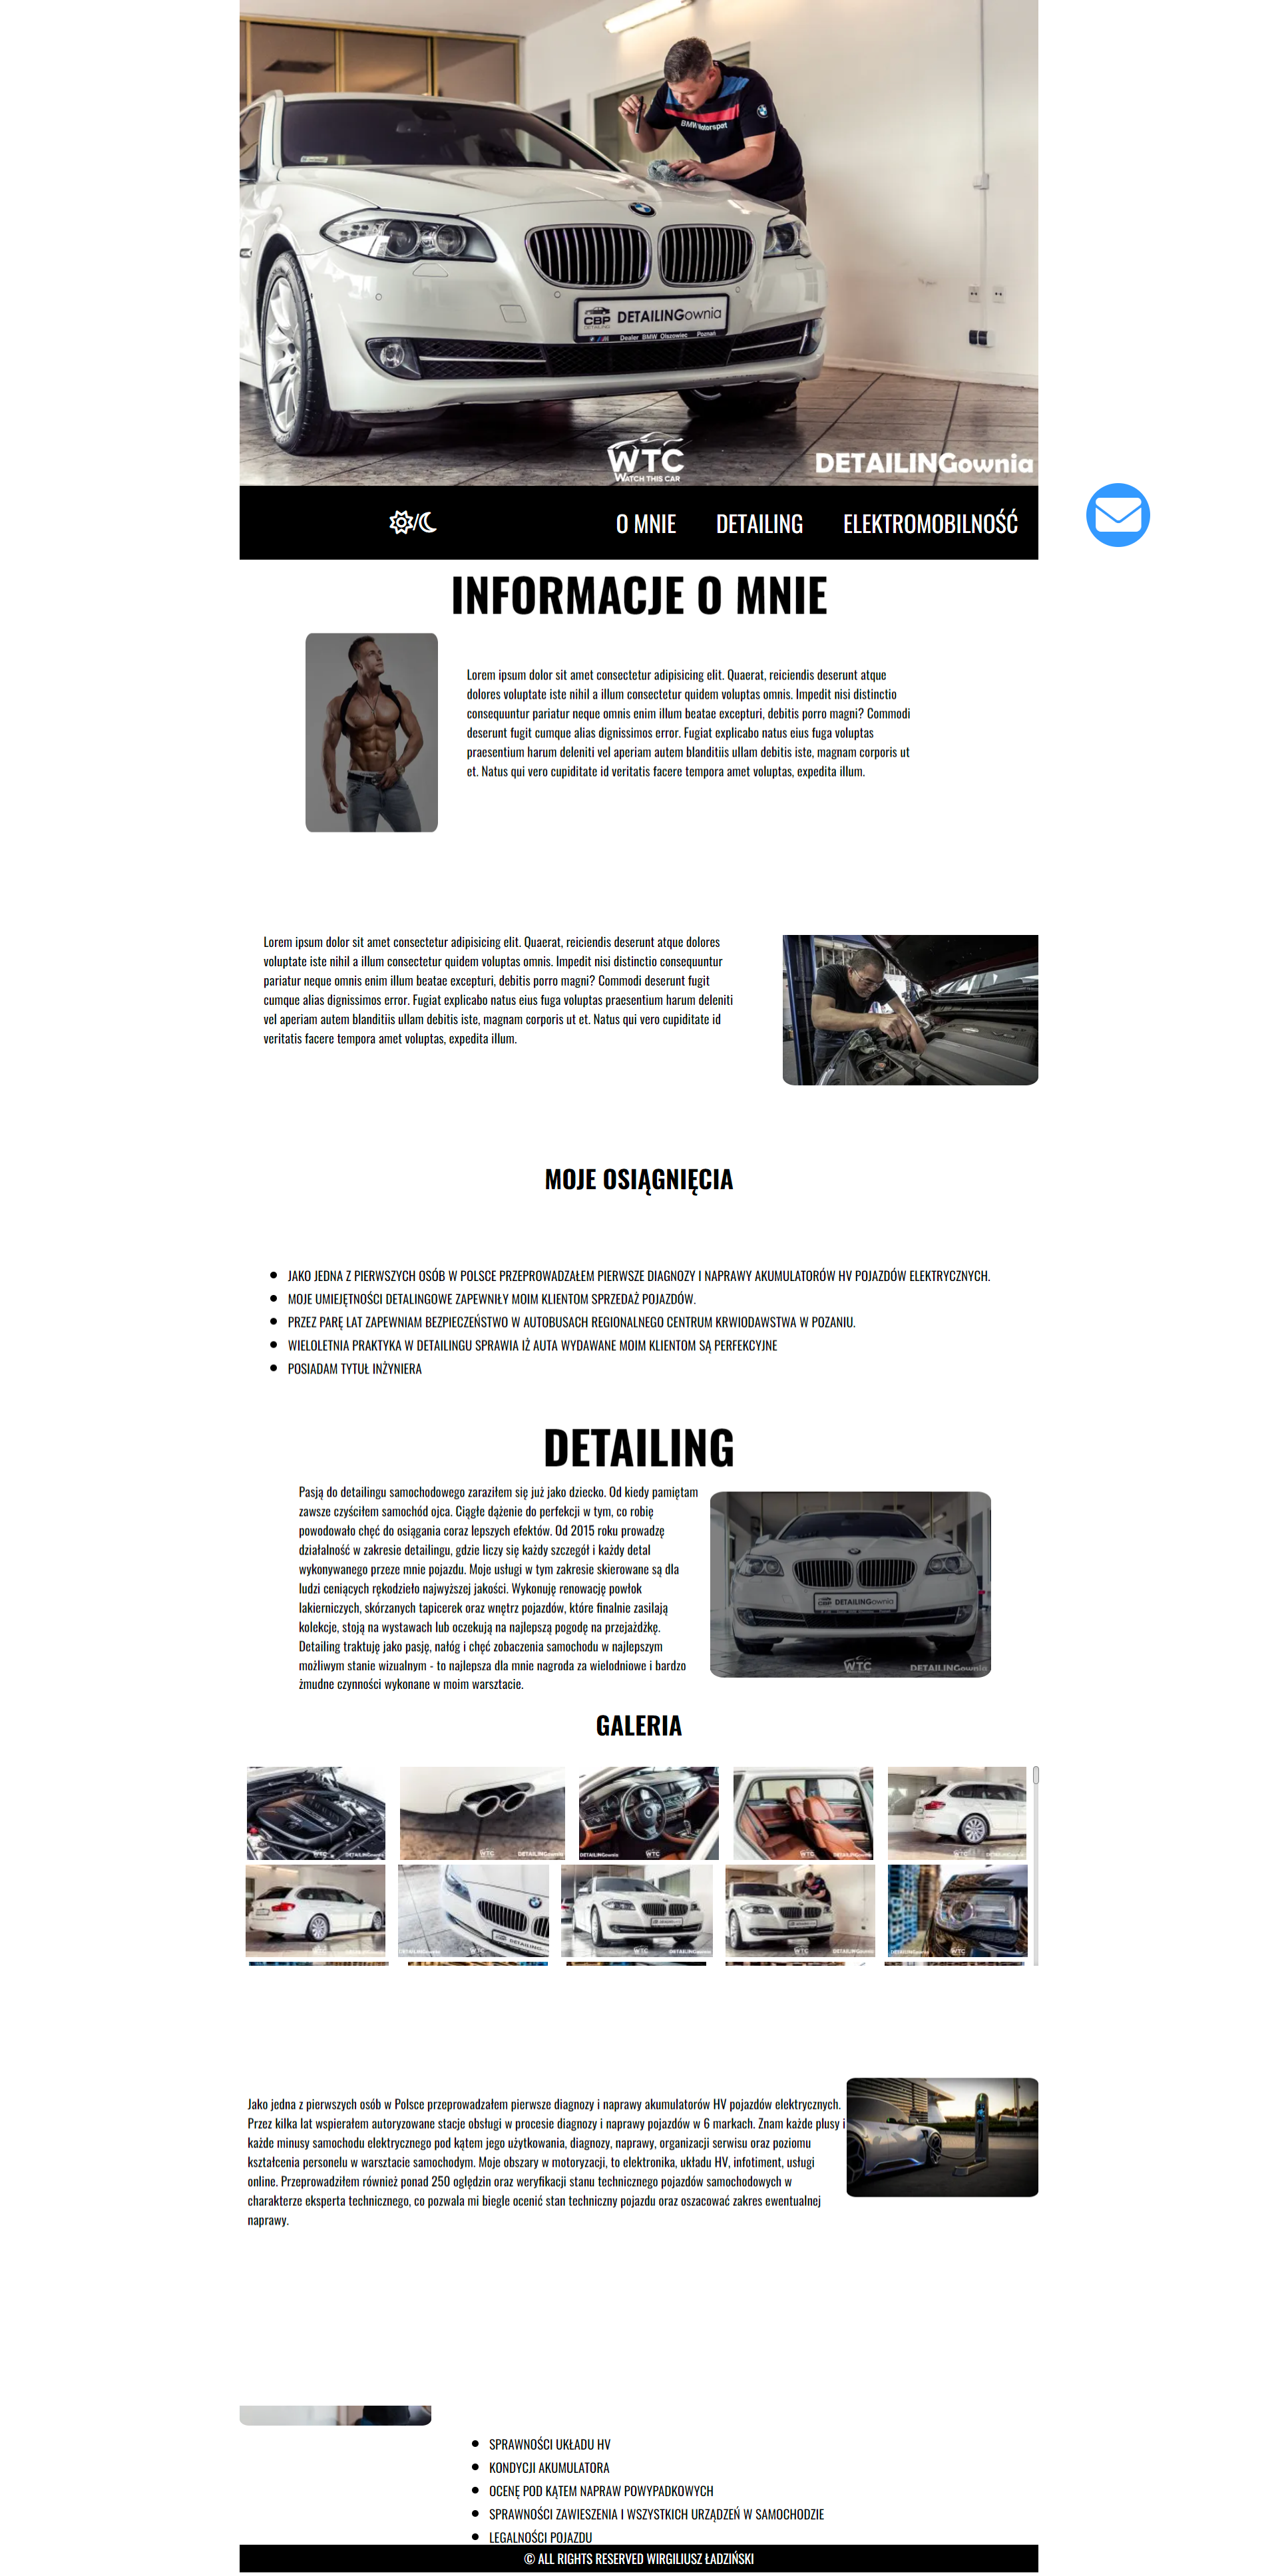 BMW Motorsport
CBP DETAILING DETAILINGownia
Dealer BMW Olszowiec Poznań
WTC
WATCH THIS CAR
DETAILINGownia
/
O MNIE DETAILING ELEKTROMOBILNOŚĆ
INFORMACJE O MNIE
Lorem ipsum dolor sit amet consectetur adipisicing elit. Quaerat, reiciendis deserunt atque
dolores voluptate iste nihil a illum consectetur quidem voluptas omnis. Impedit nisi distinctio
consequuntur pariatur neque omnis enim illum beatae excepturi, debitis porro magni? Commodi
deserunt fugit cumque alias dignissimos error. Fugiat explicabo natus eius fuga voluptas
praesentium harum deleniti vel aperiam autem blanditiis ullam debitis iste, magnam corporis ut
et. Natus qui vero cupiditate id veritatis facere tempora amet voluptas, expedita illum.
Lorem ipsum dolor sit amet consectetur adipisicing elit. Quaerat, reiciendis deserunt atque dolores
voluptate iste nihil a illum consectetur quidem voluptas omnis. Impedit nisi distinctio consequuntur
pariatur neque omnis enim illum beatae excepturi, debitis porro magni? Commodi deserunt fugit
cumque alias dignissimos error. Fugiat explicabo natus eius fuga voluptas praesentium harum deleniti
vel aperiam autem blanditiis ullam debitis iste, magnam corporis ut et. Natus qui vero cupiditate id
veritatis facere tempora amet voluptas, expedita illum.
MOJE OSIĄGNIĘCIA
JAKO JEDNA Z PIERWSZYCH OSÓB W POLSCE PRZEPROWADZAŁEM PIERWSZE DIAGNOZY I NAPRAWY AKUMULATORÓW HV POJAZDÓW ELEKTRYCZNYCH.
MOJE UMIEJĘTNOŚCI DETALINGOWE ZAPEWNIŁY MOIM KLIENTOM SPRZEDAŻ POJAZDÓW.
PRZEZ PARĘ LAT ZAPEWNIAM BEZPIECZEŃSTWO W AUTOBUSACH REGIONALNEGO CENTRUM KRWIODAWSTWA W POZANIU.
WIELOLETNIA PRAKTYKA W DETAILINGU SPRAWIA IŻ AUTA WYDAWANE MOIM KLIENTOM SĄ PERFEKCYJNE
POSIADAM TYTUŁ INŻYNIERA
DETAILING
Pasją do detailingu samochodowego zaraziłem się już jako dziecko. Od kiedy pamiętam
zawsze czyściłem samochód ojca. Ciągłe dążenie do perfekcji w tym, co robię
powodowało chęć do osiągania coraz lepszych efektów. Od 2015 roku prowadzę
działalność w zakresie detailingu, gdzie liczy się każdy szczegół i każdy detal
wykonywanego przeze mnie pojazdu. Moje usługi w tym zakresie skierowane są dla
ludzi ceniących rękodzieło najwyższej jakości. Wykonuję renowację powłok
lakierniczych, skórzanych tapicerek oraz wnętrz pojazdów, które finalnie zasilają
kolekcje, stoją na wystawach lub oczekują na najlepszą pogodę na przejażdżkę.
Detailing traktuję jako pasję, nałóg i chęć zobaczenia samochodu w najlepszym
możliwym stanie wizualnym - to najlepsza dla mnie nagroda za wielodniowe i bardzo
żmudne czynności wykonane w moim warsztacie.
CBP DETAILINGownia
WTC DETAILINGownia
GALERIA
Jako jedna z pierwszych osób w Polsce przeprowadzałem pierwsze diagnozy i naprawy akumulatorów HV pojazdów elektrycznych.
Przez kilka lat wspierałem autoryzowane stacje obsługi w procesie diagnozy i naprawy pojazdów w 6 markach. Znam każde plusy i
każde minusy samochodu elektrycznego pod kątem jego użytkowania, diagnozy, naprawy, organizacji serwisu oraz poziomu
kształcenia personelu w warsztacie samochodym. Moje obszary w motoryzacji, to elektronika, układu HV, infotiment, usługi
online. Przeprowadziłem również ponad 250 oględzin oraz weryfikacji stanu technicznego pojazdów samochodowych w
charakterze eksperta technicznego, co pozwala mi biegle ocenić stan techniczny pojazdu oraz oszacować zakres ewentualnej
naprawy.
SPRAWNOŚCI UKŁADU HV
KONDYCJI AKUMULATORA
OCENĘ POD KĄTEM NAPRAW POWYPADKOWYCH
SPRAWNOŚCI ZAWIESZENIA I WSZYSTKICH URZĄDZEŃ W SAMOCHODZIE
LEGALNOŚCI POJAZDU
© ALL RIGHTS RESERVED WIRGILIUSZ ŁADZIŃSKI